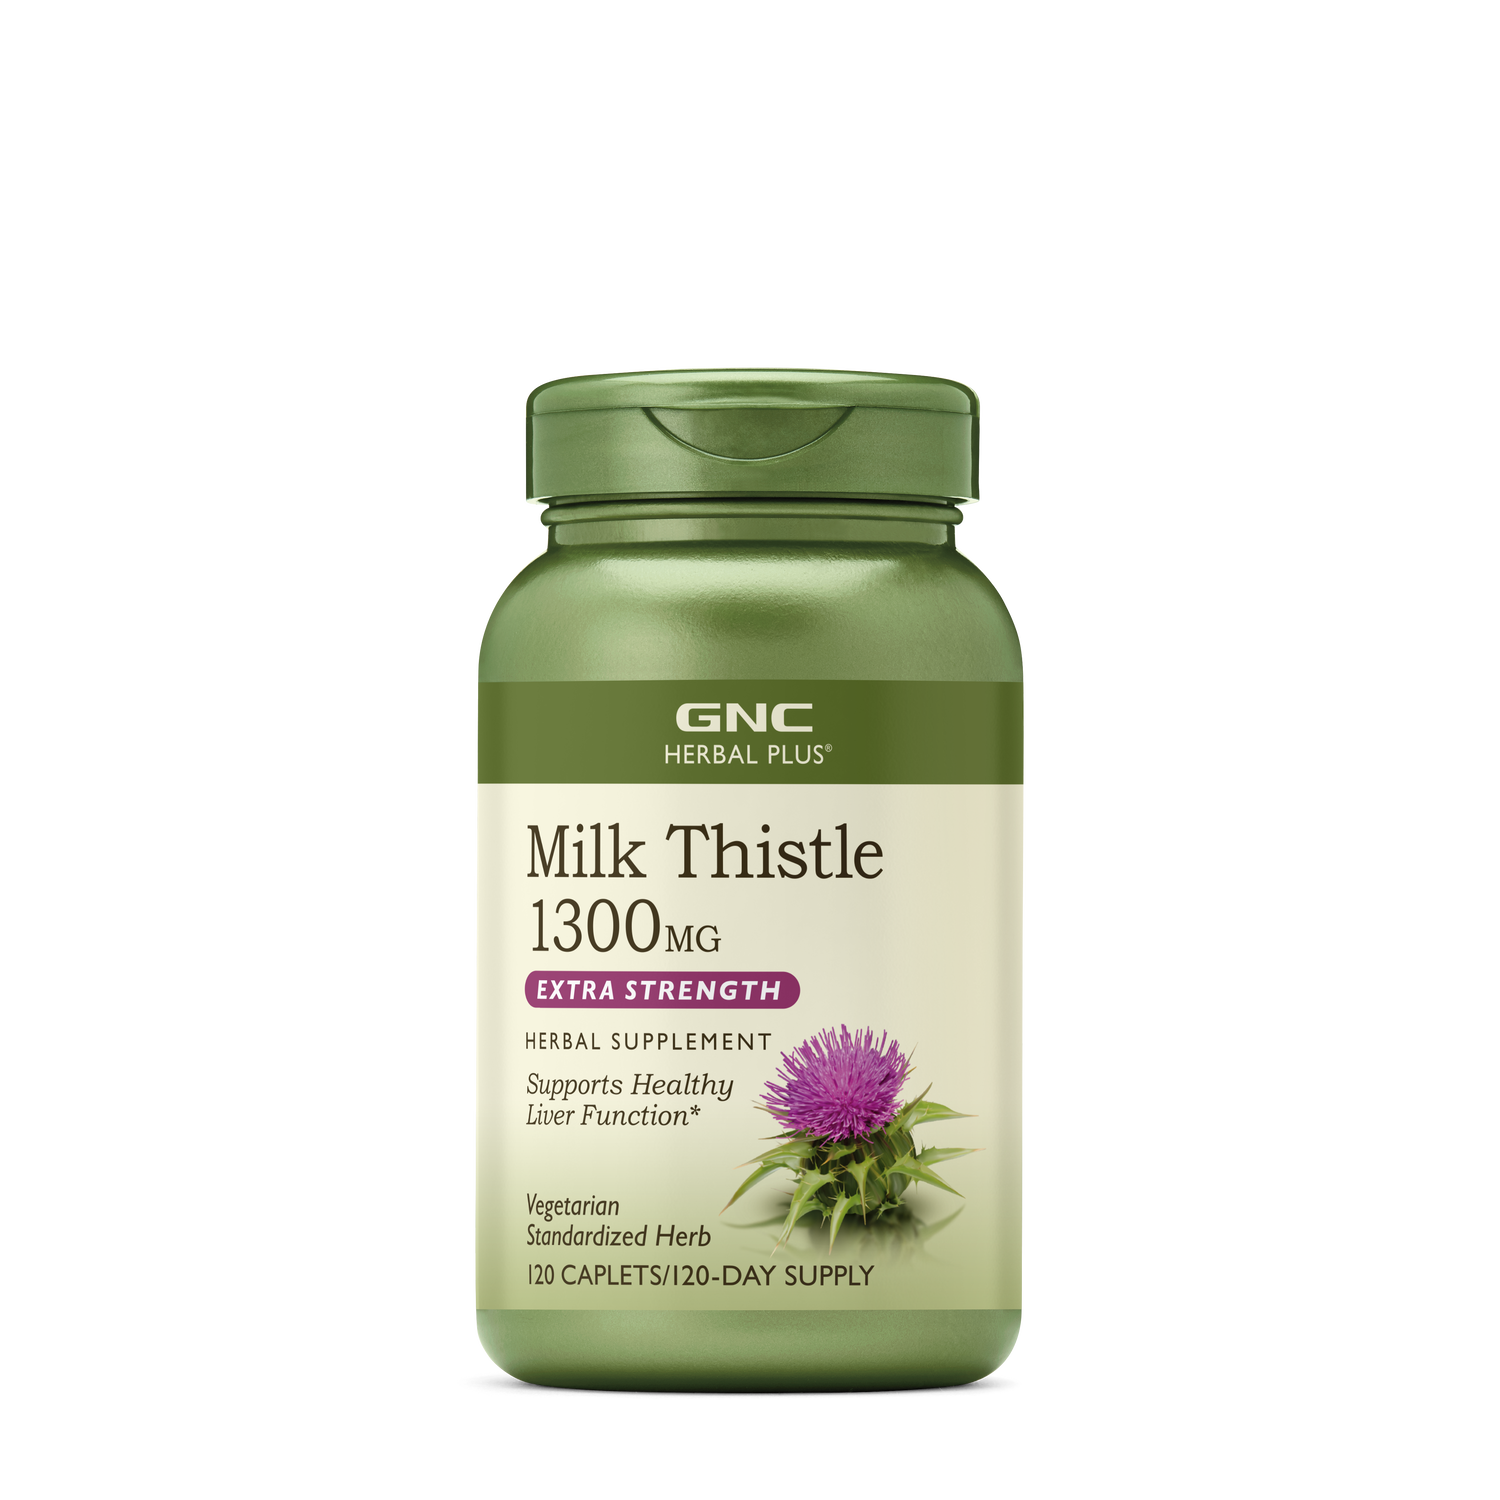 GNC
HERBAL PLUS®
Milk Thistle
1300MG
EXTRA STRENGTH
HERBAL SUPPLEMENT
Supports Healthy
Liver Function*
Vegetarian
Standardized Herb
120 CAPLETS/120-DAY SUPPLY